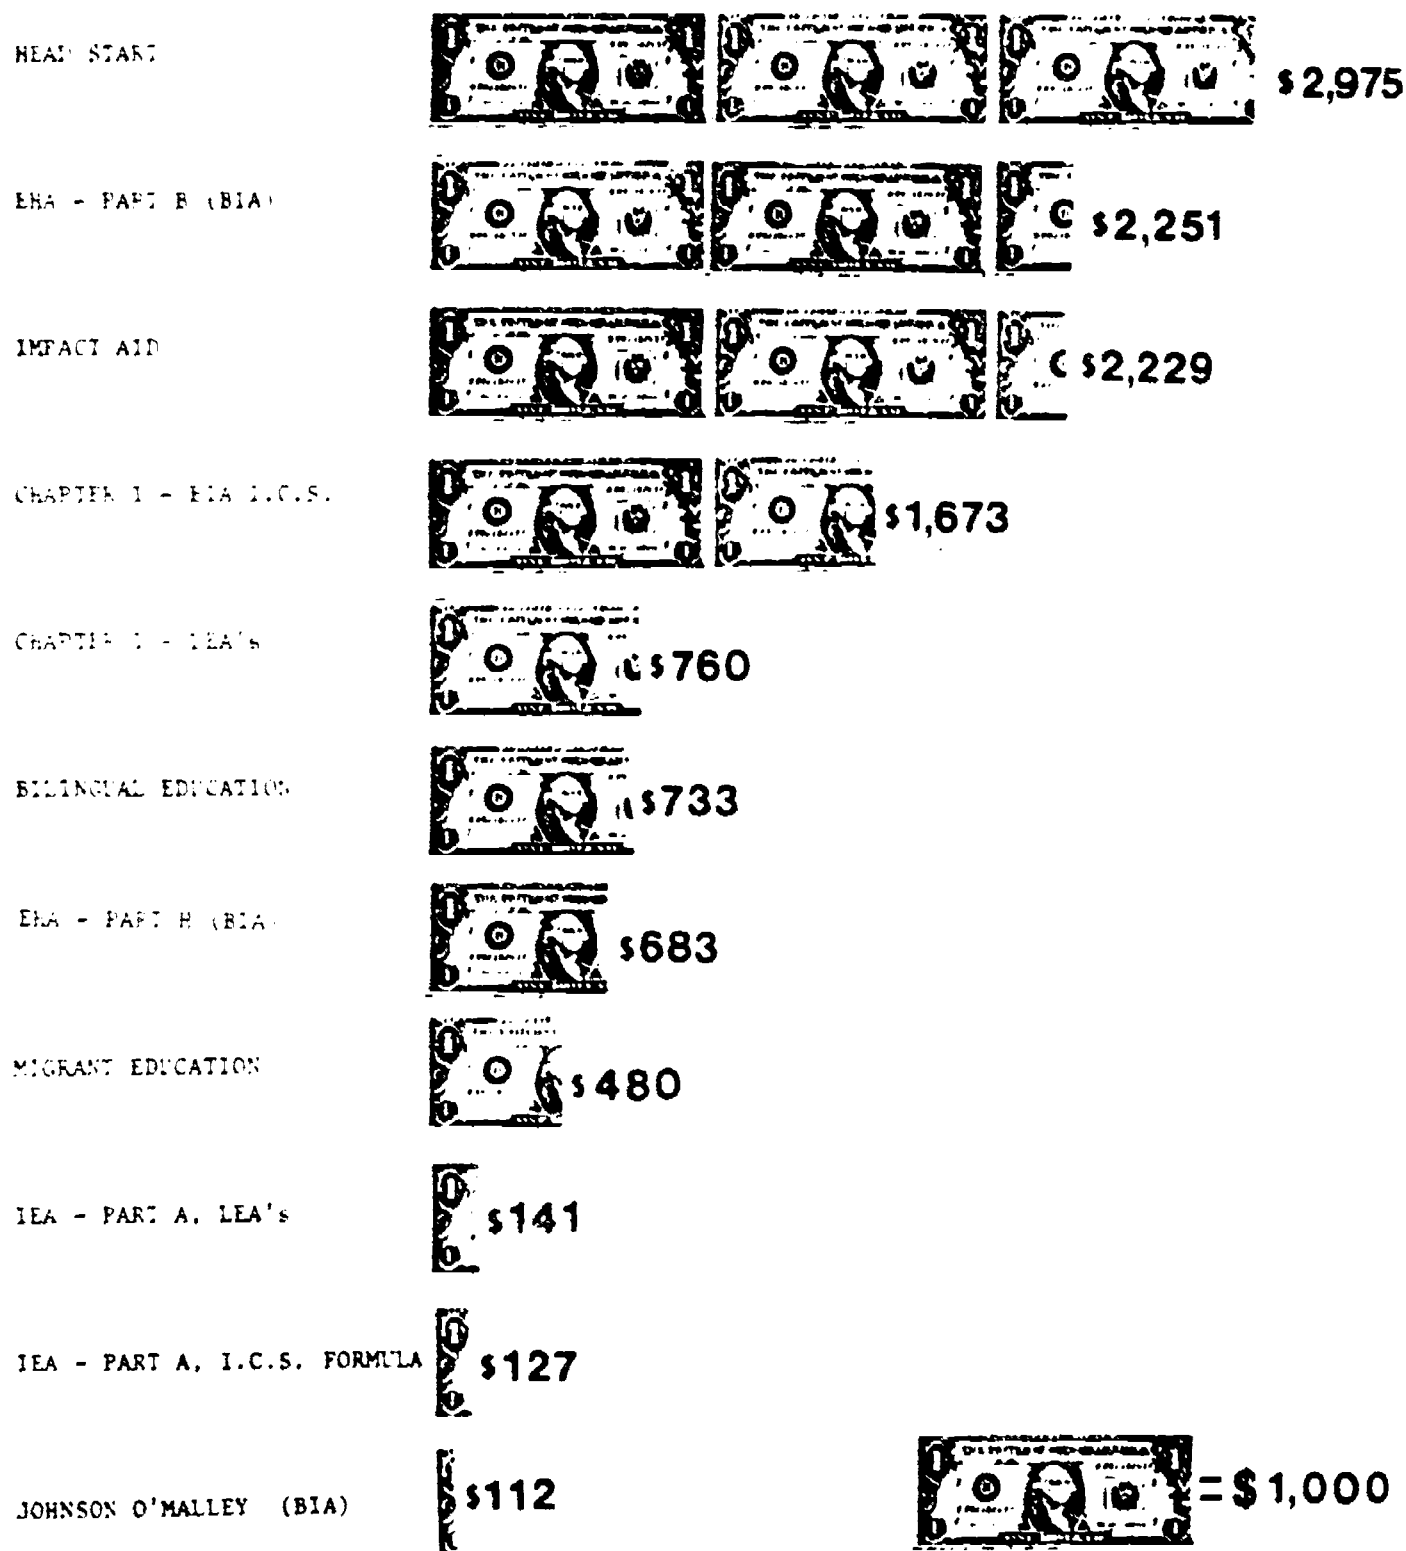 HEAD START $2,975
EHA - PART B (BIA) $2,251
IMPACT AID $2,229
CHAPTER I - BIA I.C.S. $1,673
CHAPTER I - LEA's $760
BILINGUAL EDUCATION $733
EHA - PART H (BIA) $683
MIGRANT EDUCATION $480
IEA - PART A, LEA's $141
IEA - PART A, I.C.S. FORMULA $127
JOHNSON O'MALLEY (BIA) $112
= $1,000